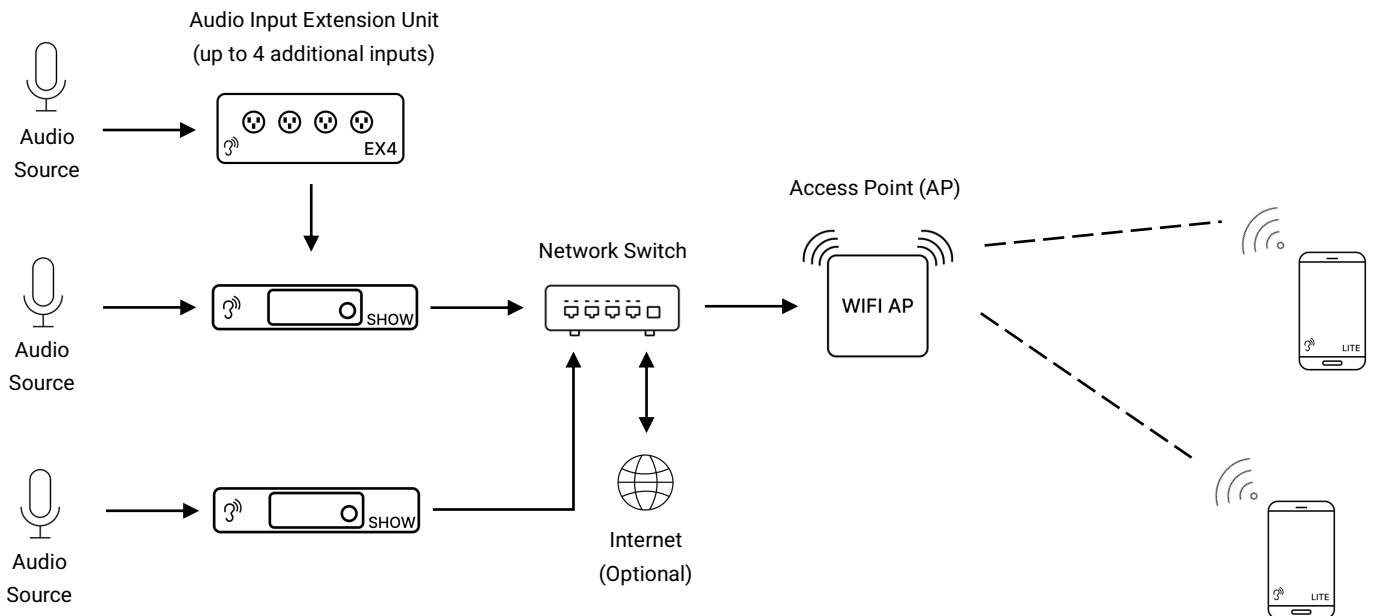 Audio Input Extension Unit
(up to 4 additional inputs)
Audio
Source
EX4
Access Point (AP)
Network Switch
SHOW
WIFI AP
Audio
Source
LITE
SHOW
Internet
(Optional)
Audio
Source
LITE